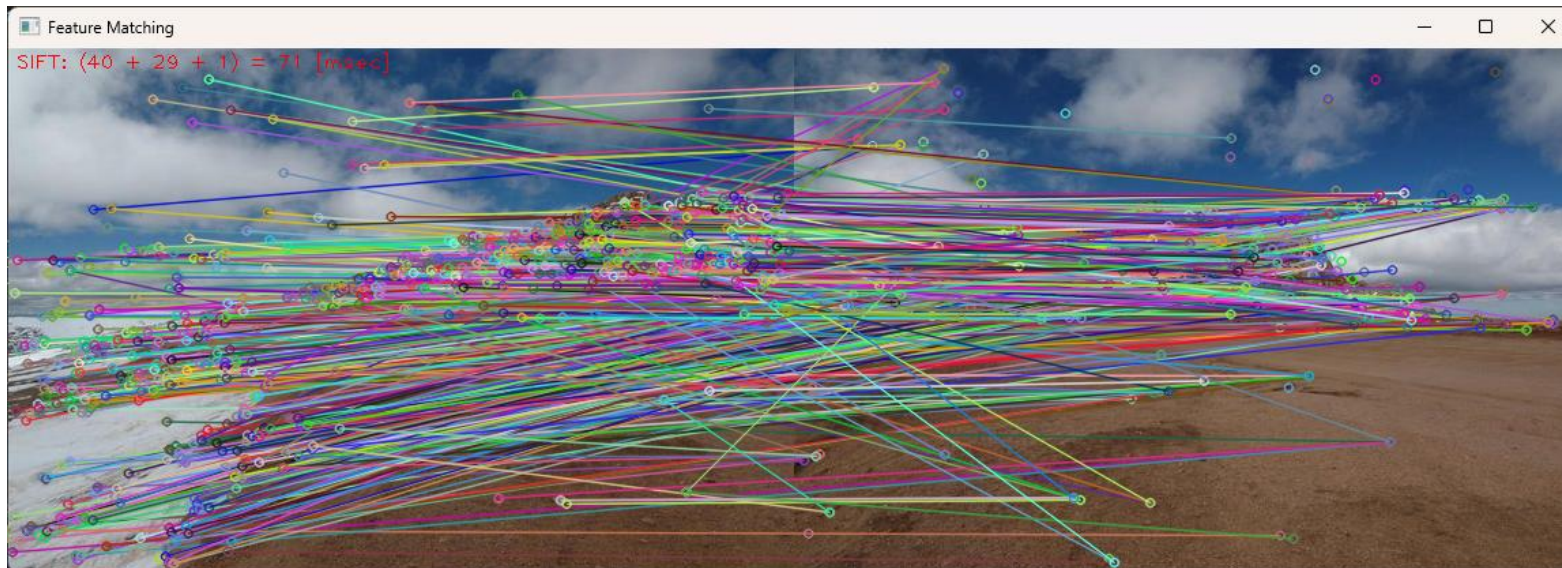 Feature Matching
SIFT: (40 + 29 + 1) = 71 [msec]